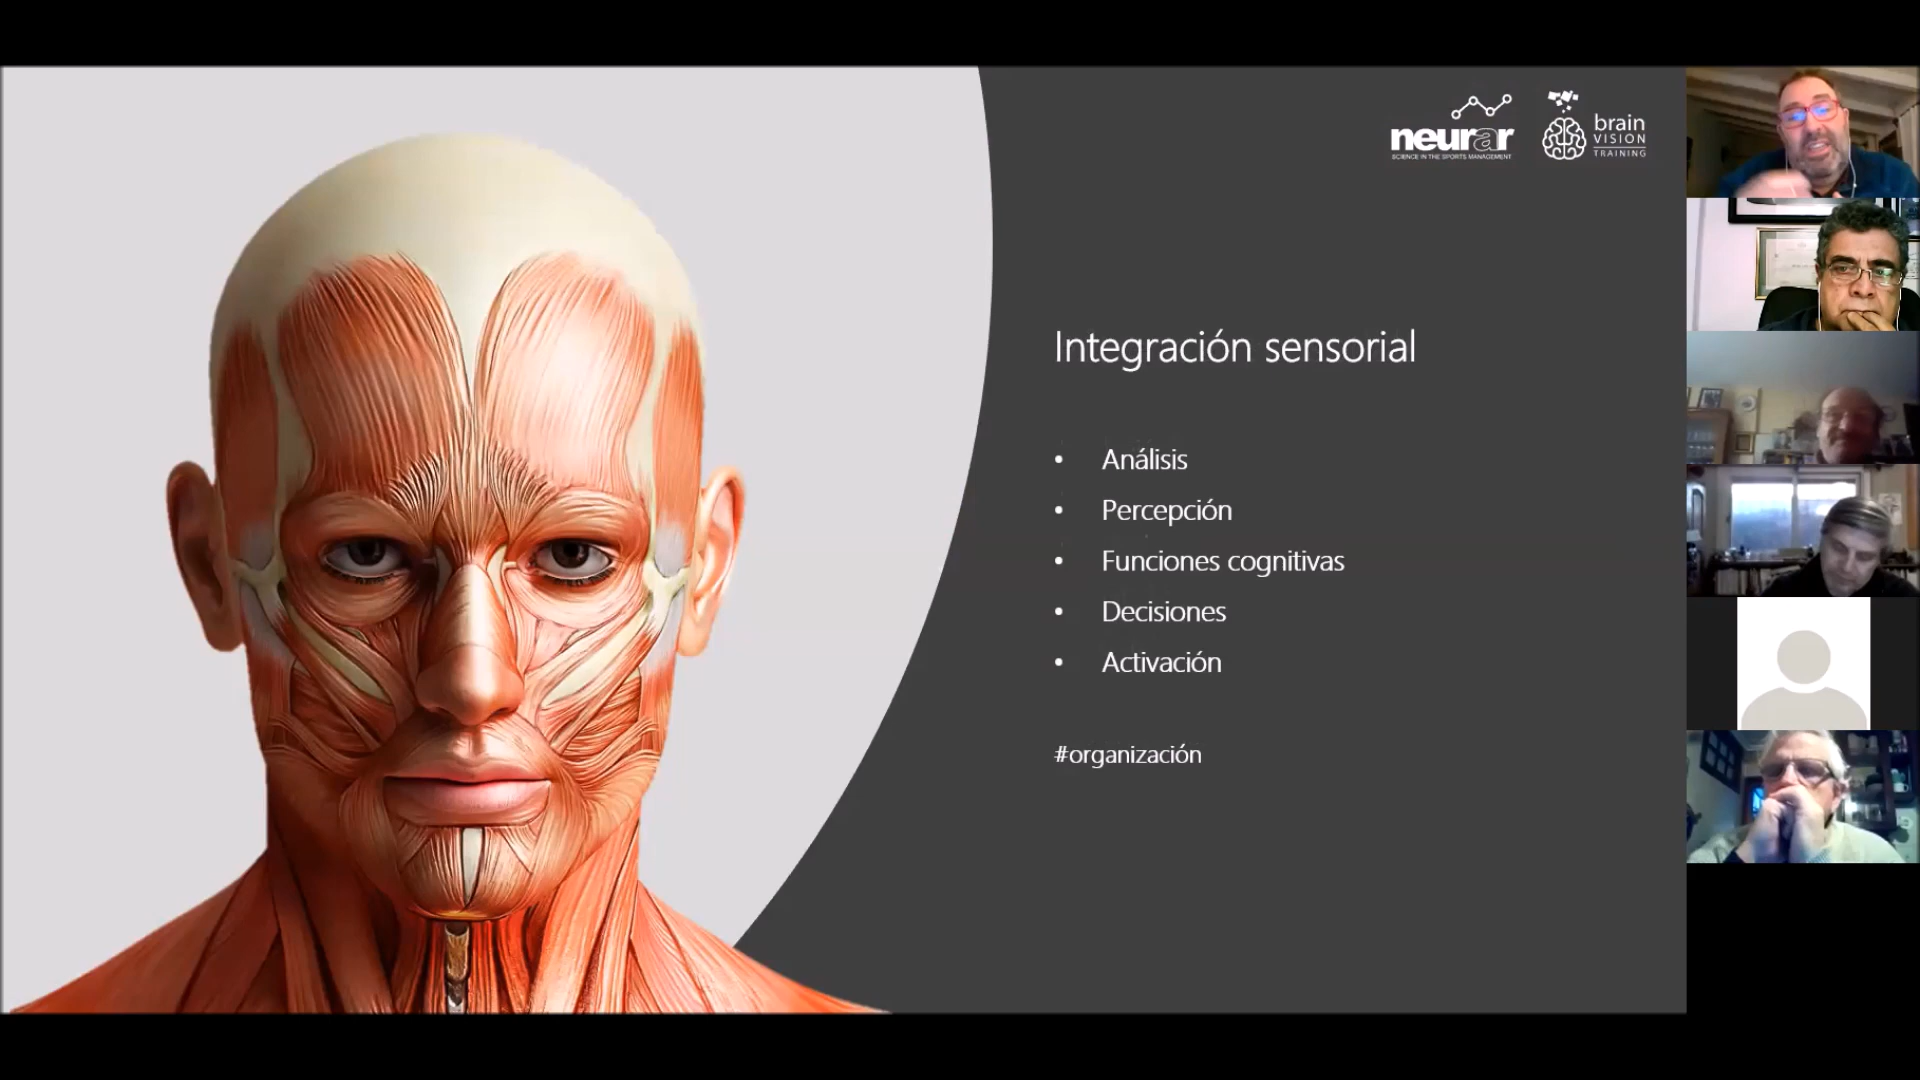 neurar
SCIENCE IN THE SPORTS MANAGEMENT
brain
VISION
TRAINING
Integración sensorial
• Análisis
• Percepción
• Funciones cognitivas
• Decisiones
• Activación
#organización